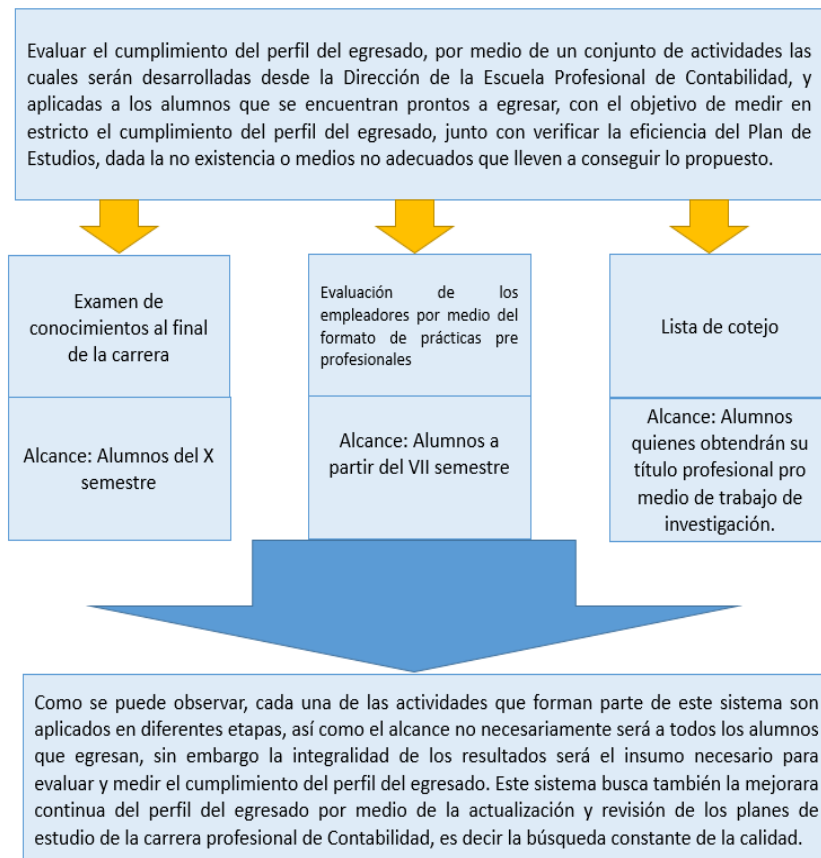 Evaluar el cumplimiento del perfil del egresado, por medio de un conjunto de actividades las
cuales serán desarrolladas desde la Dirección de la Escuela Profesional de Contabilidad, y
aplicadas a los alumnos que se encuentran prontos a egresar, con el objetivo de medir en
estricto el cumplimiento del perfil del egresado, junto con verificar la eficiencia del Plan de
Estudios, dada la no existencia o medios no adecuados que lleven a conseguir lo propuesto.
Examen de
conocimientos al final
de la carrera
Alcance: Alumnos del X
semestre
Evaluación de los
empleadores por medio del
formato de prácticas pre
profesionales
Alcance: Alumnos a
partir del VII semestre
Lista de cotejo
Alcance: Alumnos
quienes obtendrán su
título profesional pro
medio de trabajo de
investigación.
Como se puede observar, cada una de las actividades que forman parte de este sistema son
aplicados en diferentes etapas, así como el alcance no necesariamente será a todos los alumnos
que egresan, sin embargo la integralidad de los resultados será el insumo necesario para
evaluar y medir el cumplimiento del perfil del egresado. Este sistema busca también la mejorara
continua del perfil del egresado por medio de la actualización y revisión de los planes de
estudio de la carrera profesional de Contabilidad, es decir la búsqueda constante de la calidad.